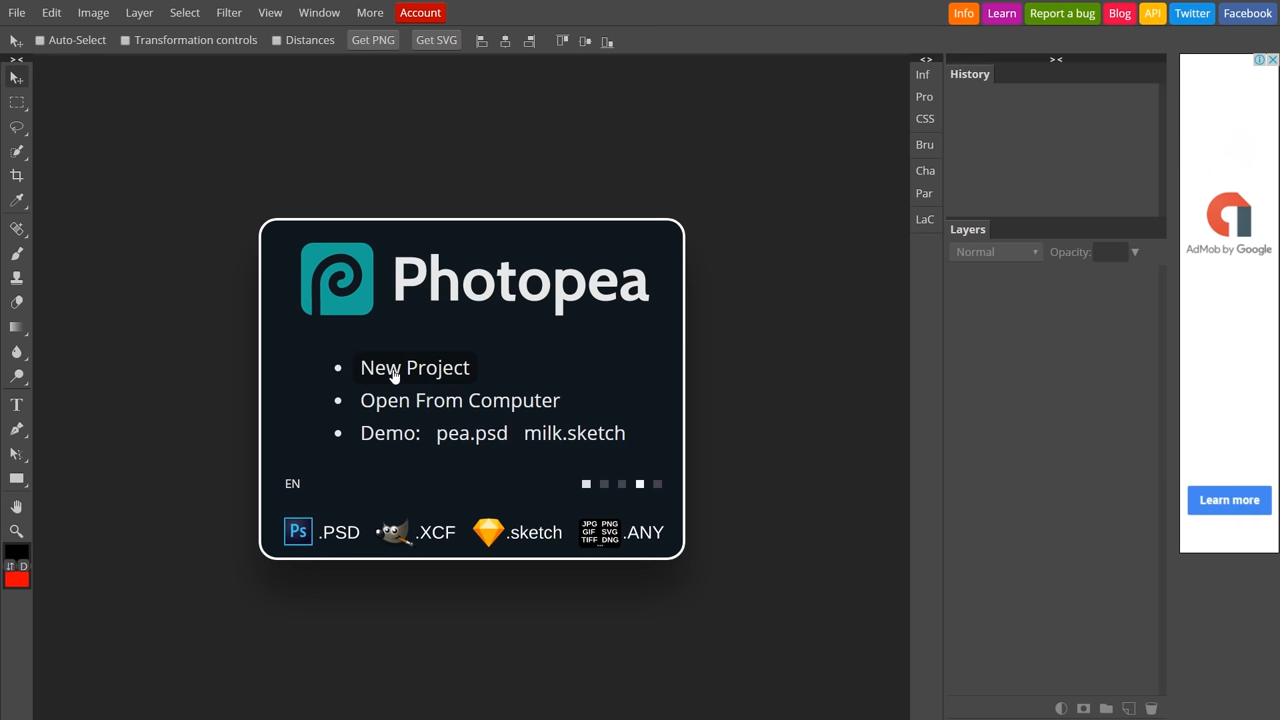 File Edit Image Layer Select Filter View Window More Account Info Learn Report a bug Blog API Twitter Facebook
Auto-Select Transformation controls Distances Get PNG Get SVG
> < < > > <
Inf
History
Pro
CSS
Bru
Cha
Par
LaC
Layers
Normal Opacity:
AdMob by Google
Photopea
New Project
Open From Computer
Demo: pea.psd milk.sketch
EN
Learn more
Ps .PSD .XCF .sketch JPG PNG GIF SVG TIFF DNG ... .ANY
T
D